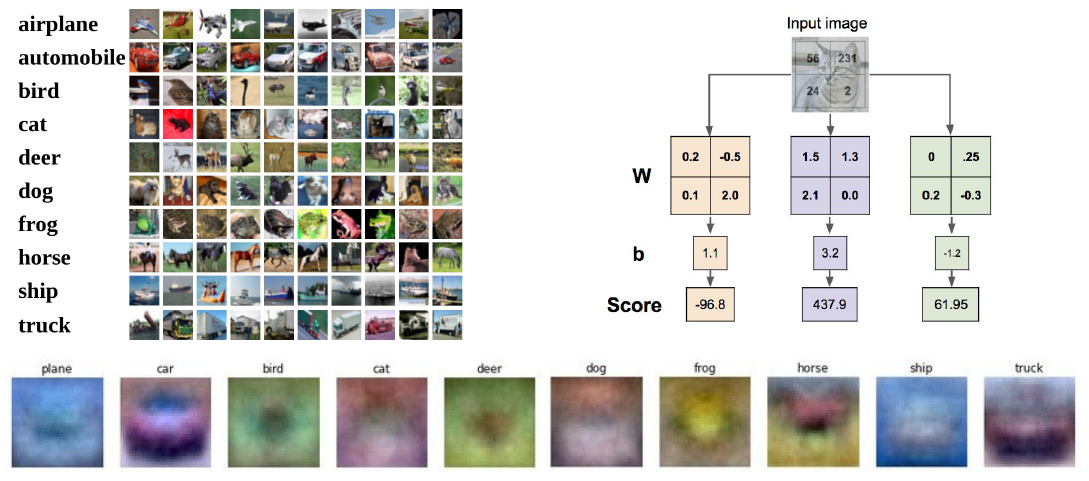 airplane
automobile
bird
cat
deer
dog
frog
horse
ship
truck
Input image
56 231
24 2
W
0.2 -0.5
0.1 2.0
1.5 1.3
2.1 0.0
0 .25
0.2 -0.3
b
1.1 3.2 -1.2
Score
-96.8 437.9 61.95
plane car bird cat deer dog frog horse ship truck